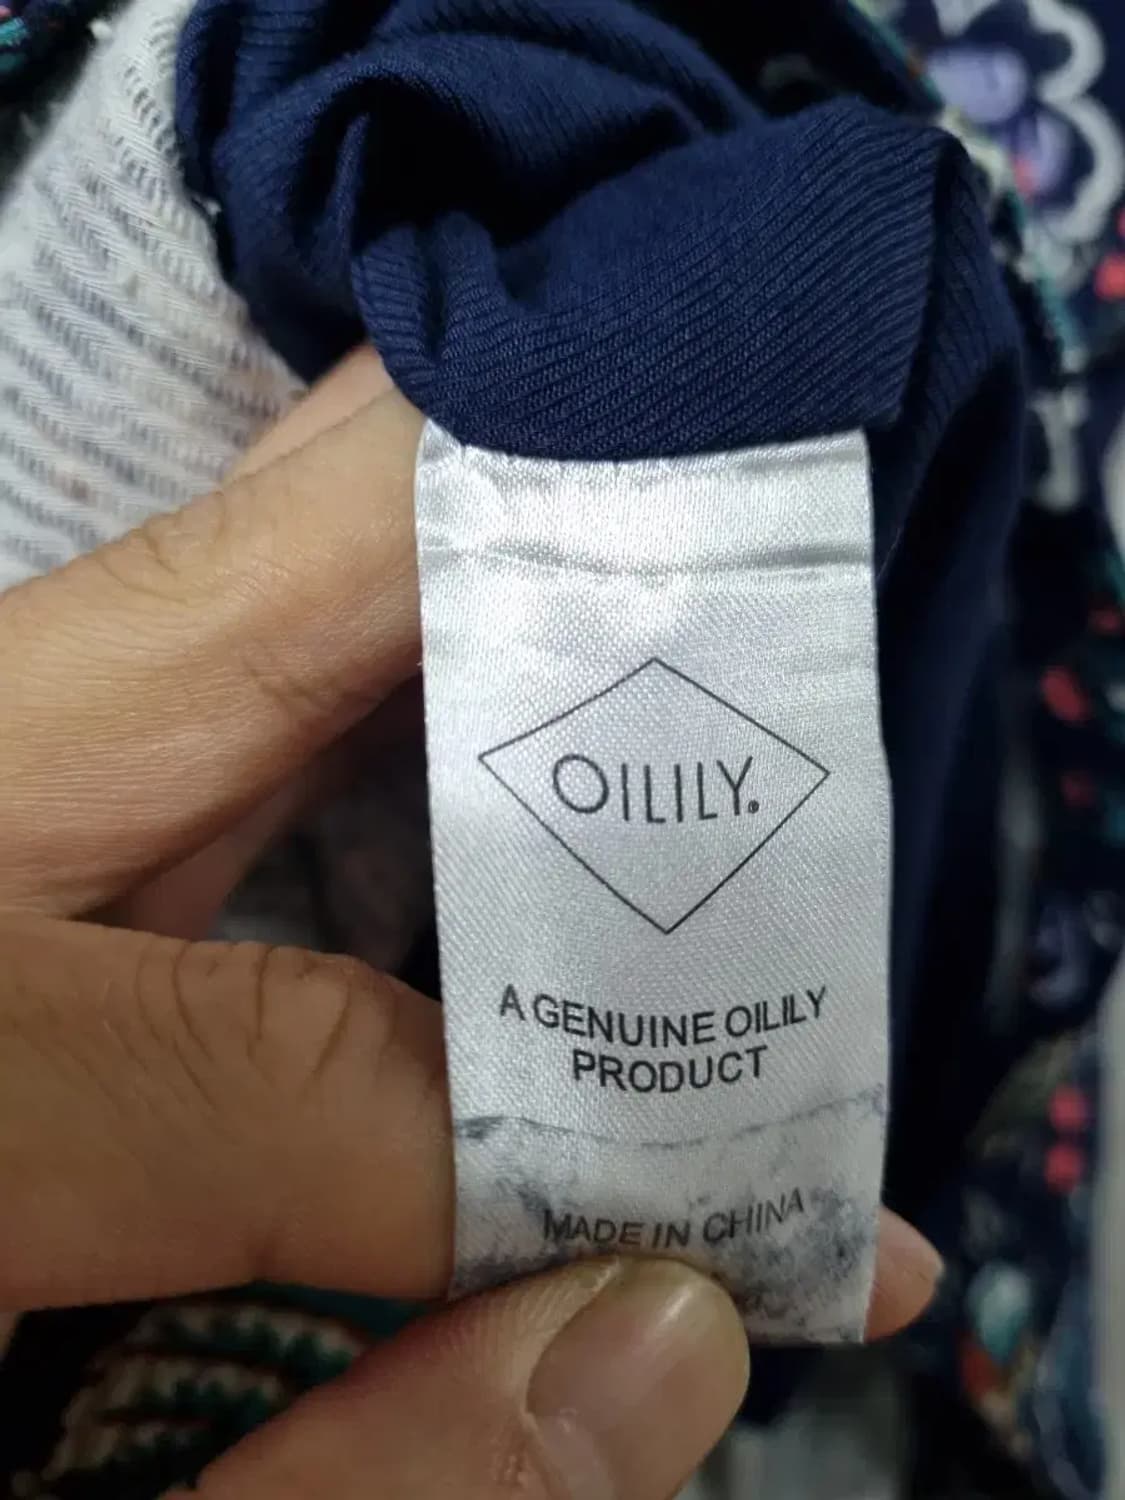 OILILY®
A GENUINE OILILY
PRODUCT
MADE IN CHINA